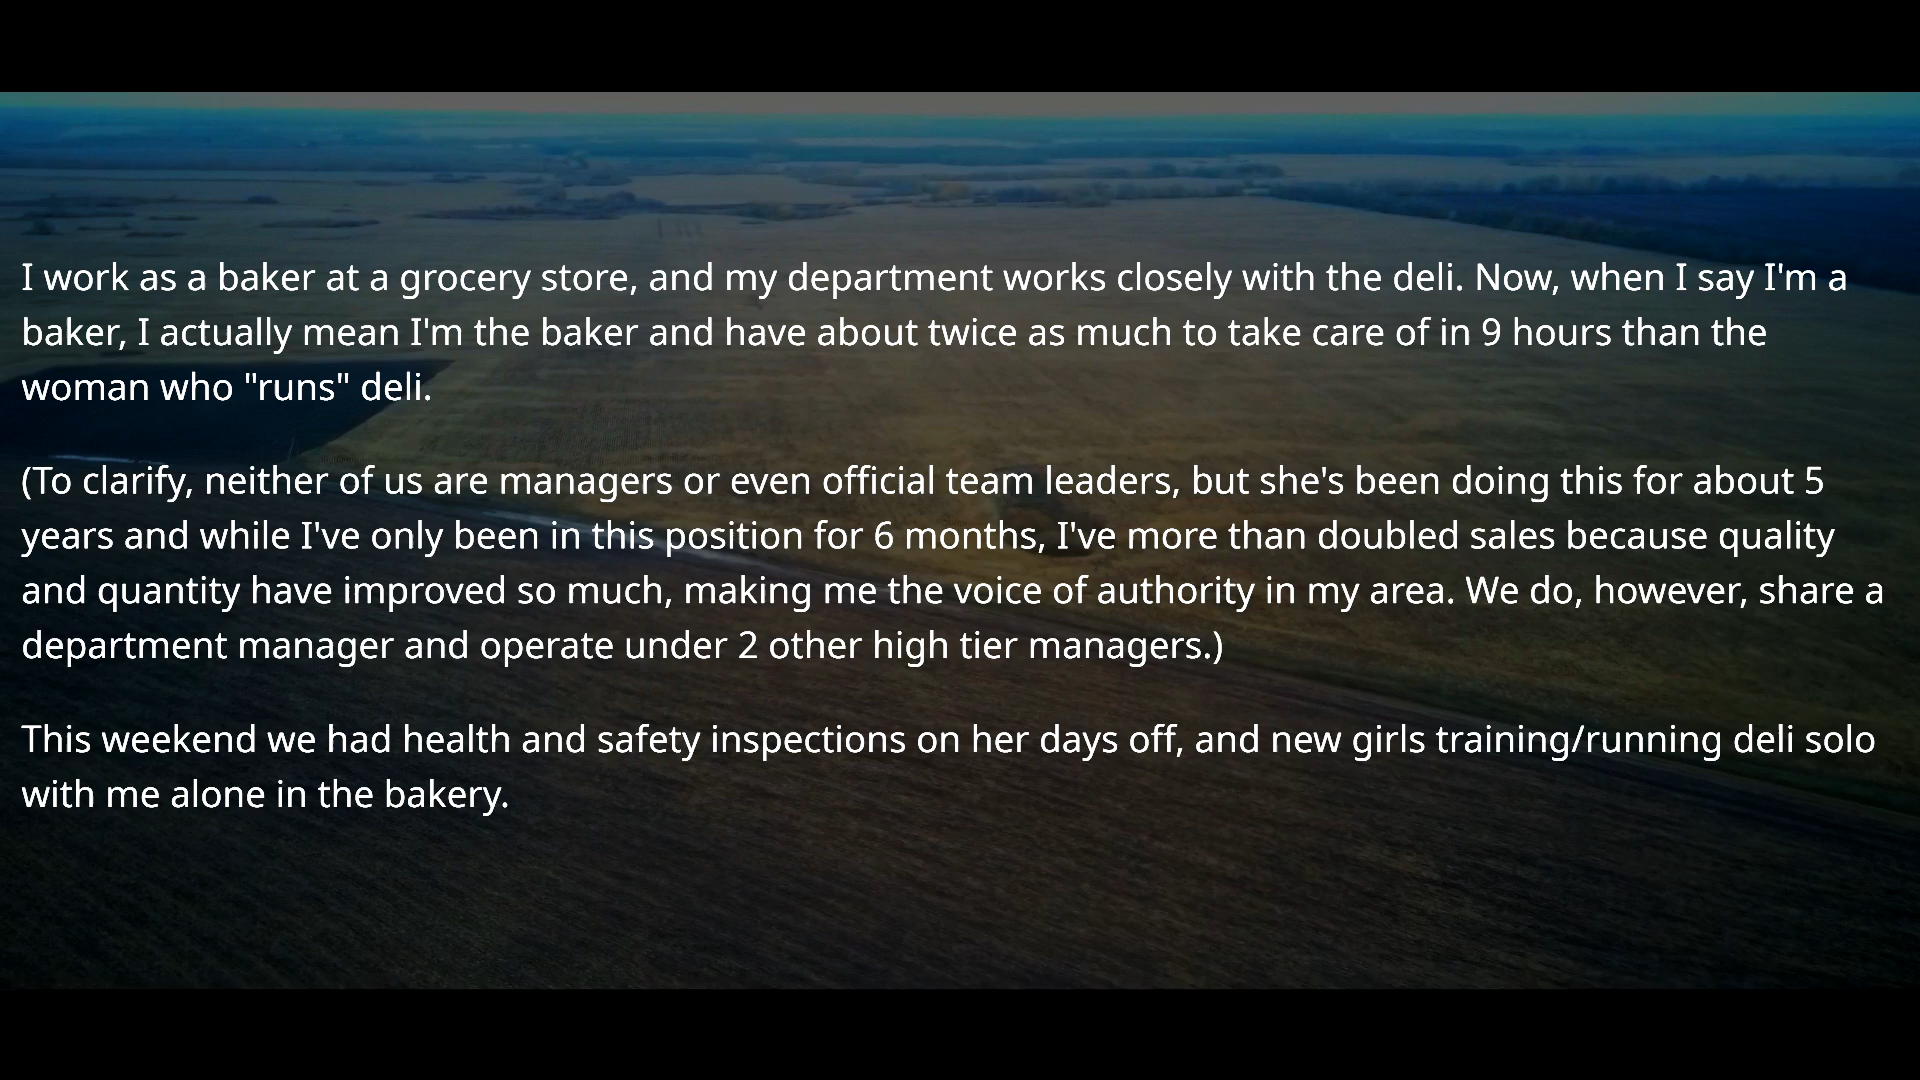 I work as a baker at a grocery store, and my department works closely with the deli. Now, when I say I'm a
baker, I actually mean I'm the baker and have about twice as much to take care of in 9 hours than the
woman who "runs" deli.
(To clarify, neither of us are managers or even official team leaders, but she's been doing this for about 5
years and while I've only been in this position for 6 months, I've more than doubled sales because quality
and quantity have improved so much, making me the voice of authority in my area. We do, however, share a
department manager and operate under 2 other high tier managers.)
This weekend we had health and safety inspections on her days off, and new girls training/running deli solo
with me alone in the bakery.